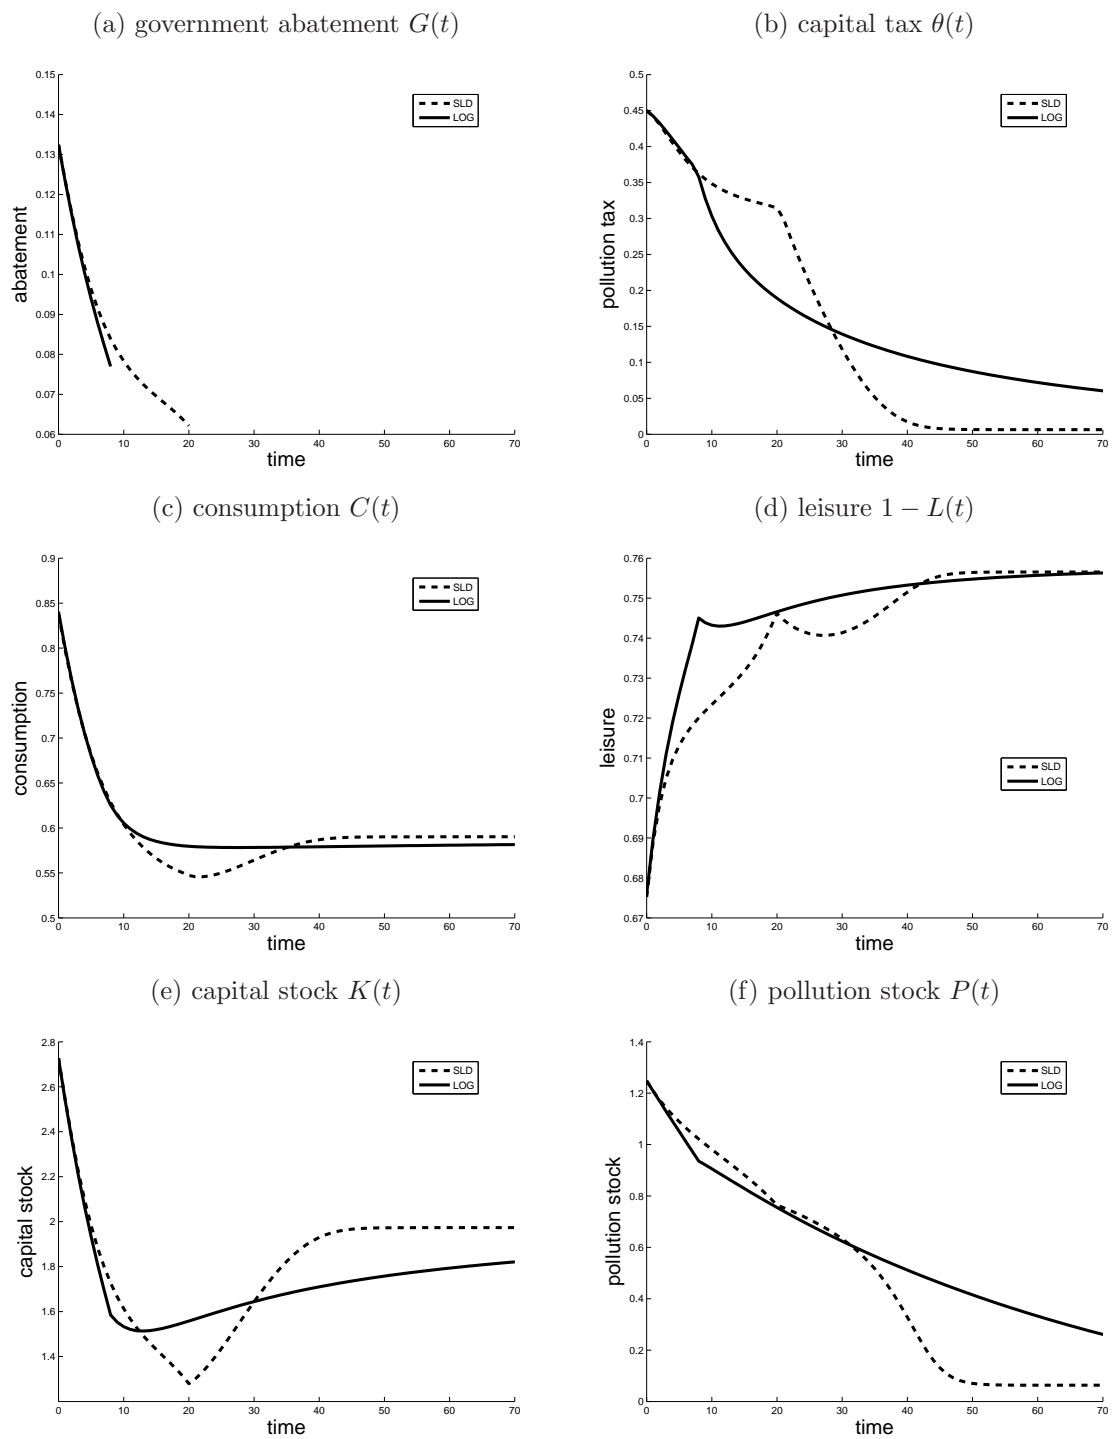 (a) government abatement G(t)
0.15
0.14
0.13
0.12
0.11
0.1
0.09
0.08
0.07
0.06
abatement
SLD
LOG
0 10 20 30 40 50 60 70
time
(b) capital tax θ(t)
0.5
0.45
0.4
0.35
0.3
0.25
0.2
0.15
0.1
0.05
0
pollution tax
SLD
LOG
0 10 20 30 40 50 60 70
time
(c) consumption C(t)
0.9
0.85
0.8
0.75
0.7
0.65
0.6
0.55
0.5
consumption
SLD
LOG
0 10 20 30 40 50 60 70
time
(d) leisure 1 − L(t)
0.76
0.75
0.74
0.73
0.72
0.71
0.7
0.69
0.68
0.67
leisure
SLD
LOG
0 10 20 30 40 50 60 70
time
(e) capital stock K(t)
2.8
2.6
2.4
2.2
2
1.8
1.6
1.4
capital stock
SLD
LOG
0 10 20 30 40 50 60 70
time
(f) pollution stock P(t)
1.4
1.2
1
0.8
0.6
0.4
0.2
0
pollution stock
SLD
LOG
0 10 20 30 40 50 60 70
time